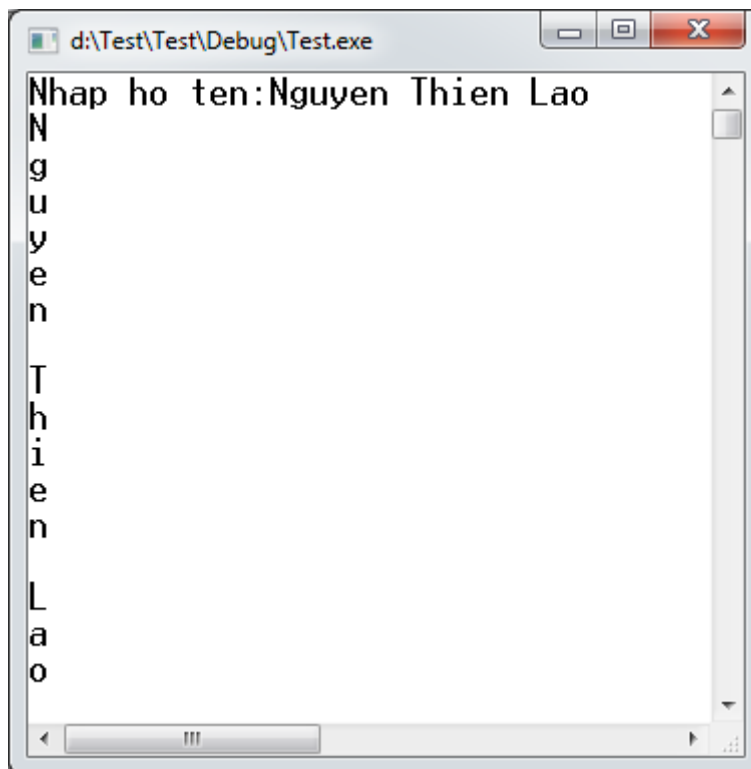 d:\Test\Test\Debug\Test.exe
Nhap ho ten:Nguyen Thien Lao
N
g
u
y
e
n

T
h
i
e
n

L
a
o